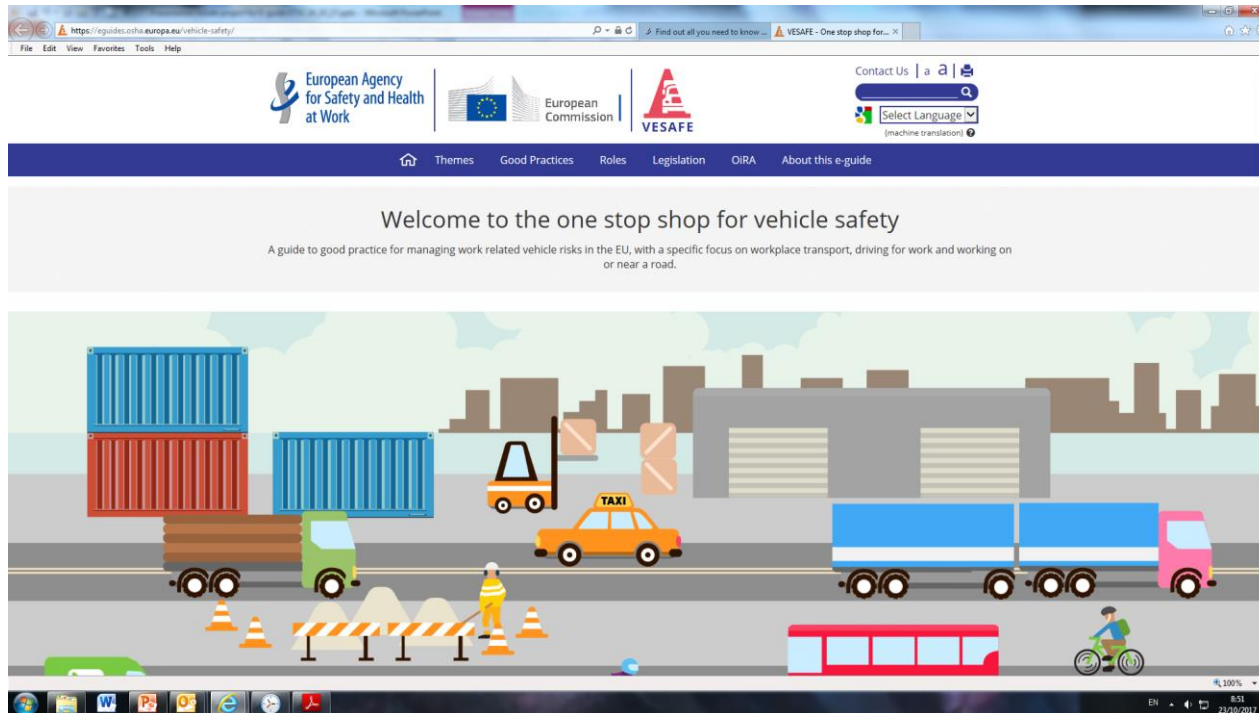 https://eguides.osha.europa.eu/vehicle-safety/
Find out all you need to know ...
VESAFE - One stop shop for...
File Edit View Favorites Tools Help
European Agency
for Safety and Health
at Work
European
Commission
VESAFE
Contact Us | a a |
Select Language
(machine translation)
Themes Good Practices Roles Legislation OiRA About this e-guide
Welcome to the one stop shop for vehicle safety
A guide to good practice for managing work related vehicle risks in the EU, with a specific focus on workplace transport, driving for work and working on
or near a road.
TAXI
100%
EN
8:51
23/10/2017